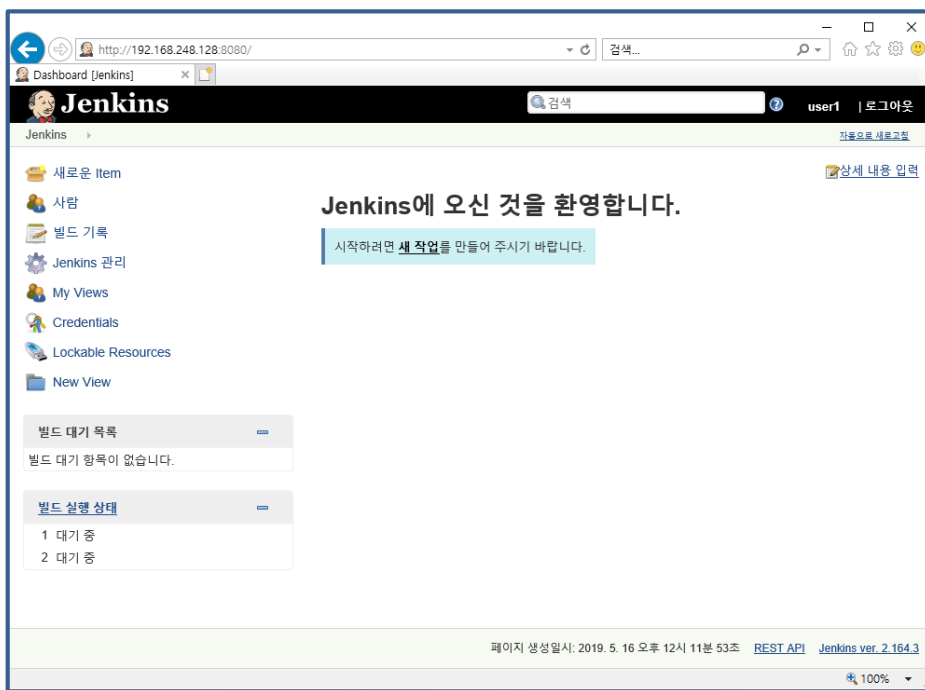 http://192.168.248.128:8080/
검색...
Dashboard [Jenkins]
Jenkins
검색
user1 | 로그아웃
Jenkins
자동으로 새로고침
새로운 Item
상세 내용 입력
사람
Jenkins에 오신 것을 환영합니다.
빌드 기록
시작하려면 새 작업를 만들어 주시기 바랍니다.
Jenkins 관리
My Views
Credentials
Lockable Resources
New View
빌드 대기 목록
빌드 대기 항목이 없습니다.
빌드 실행 상태
1 대기 중
2 대기 중
페이지 생성일시: 2019. 5. 16 오후 12시 11분 53초 REST API Jenkins ver. 2.164.3
100%